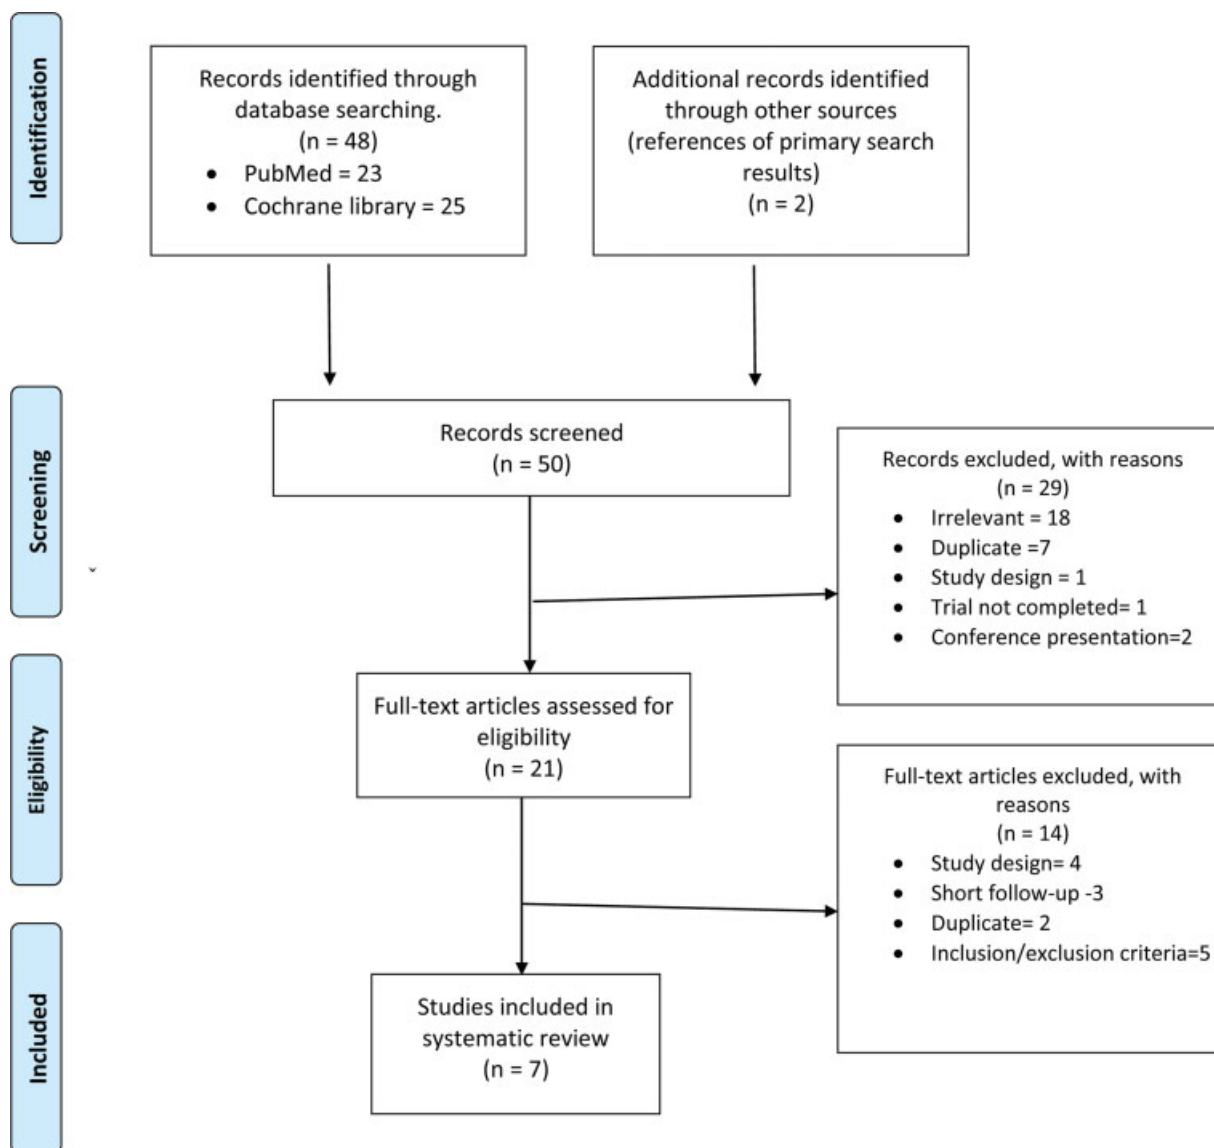 Identification
Records identified through
database searching.
(n = 48)
• PubMed = 23
• Cochrane library = 25
Additional records identified
through other sources
(references of primary search
results)
(n = 2)
Screening
Records screened
(n = 50)
Records excluded, with reasons
(n = 29)
• Irrelevant = 18
• Duplicate =7
• Study design = 1
• Trial not completed= 1
• Conference presentation=2
Eligibility
Full-text articles assessed for
eligibility
(n = 21)
Full-text articles excluded, with
reasons
(n = 14)
• Study design= 4
• Short follow-up -3
• Duplicate= 2
• Inclusion/exclusion criteria=5
Included
Studies included in
systematic review
(n = 7)